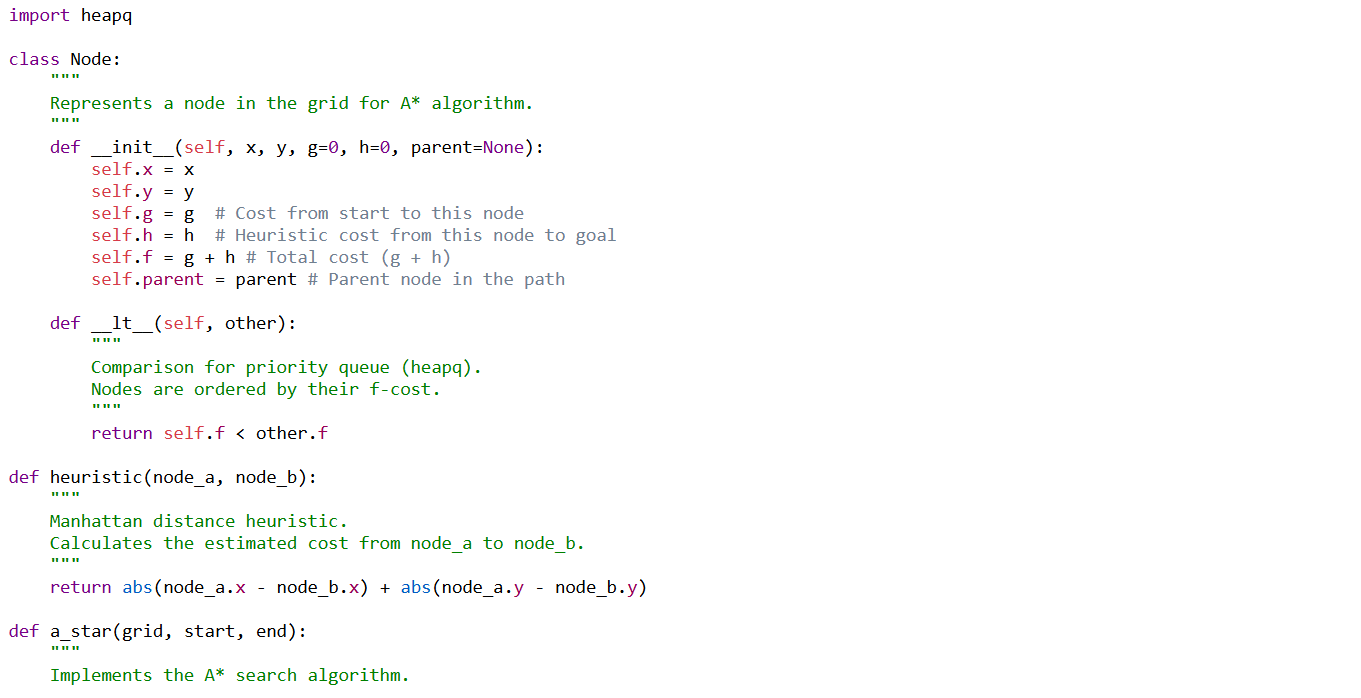 import heapq
class Node:
    """
    Represents a node in the grid for A* algorithm.
    """
    def __init__(self, x, y, g=0, h=0, parent=None):
        self.x = x
        self.y = y
        self.g = g  # Cost from start to this node
        self.h = h  # Heuristic cost from this node to goal
        self.f = g + h # Total cost (g + h)
        self.parent = parent # Parent node in the path
    def __lt__(self, other):
        """
        Comparison for priority queue (heapq).
        Nodes are ordered by their f-cost.
        """
        return self.f < other.f
def heuristic(node_a, node_b):
    """
    Manhattan distance heuristic.
    Calculates the estimated cost from node_a to node_b.
    """
    return abs(node_a.x - node_b.x) + abs(node_a.y - node_b.y)
def a_star(grid, start, end):
    """
    Implements the A* search algorithm.